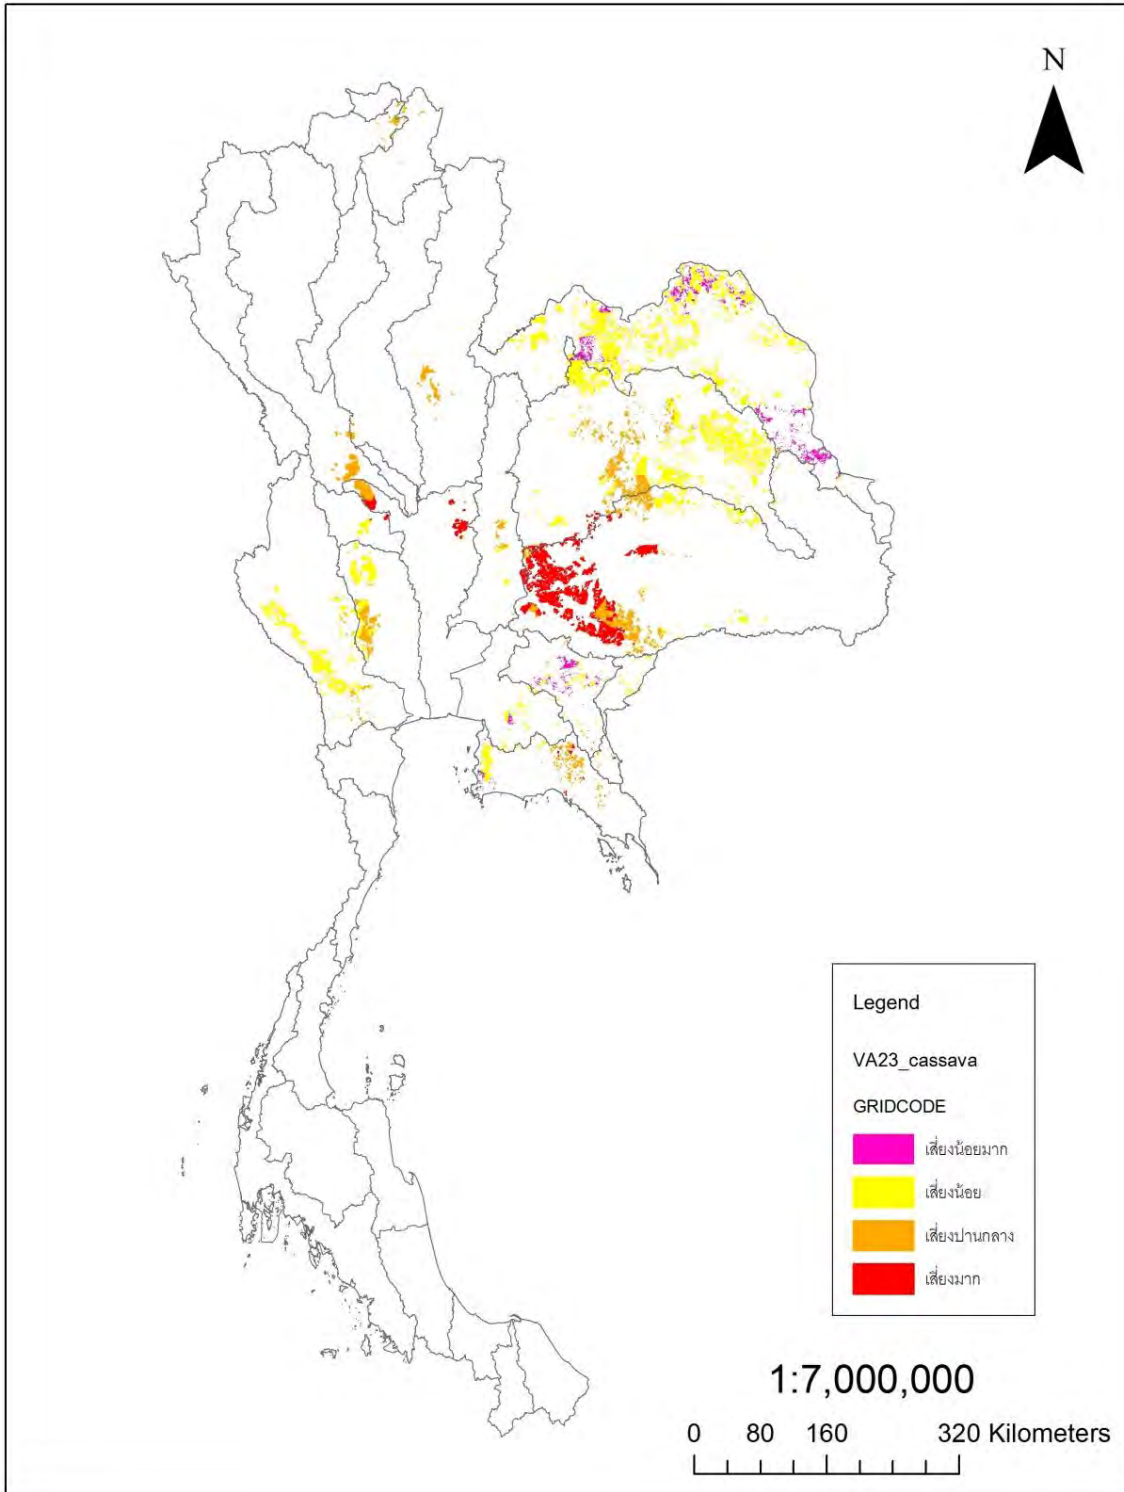 N
Legend
VA23_cassava
GRIDCODE
เสี่ยงน้อยมาก
เสี่ยงน้อย
เสี่ยงปานกลาง
เสี่ยงมาก
1:7,000,000
0 80 160 320 Kilometers